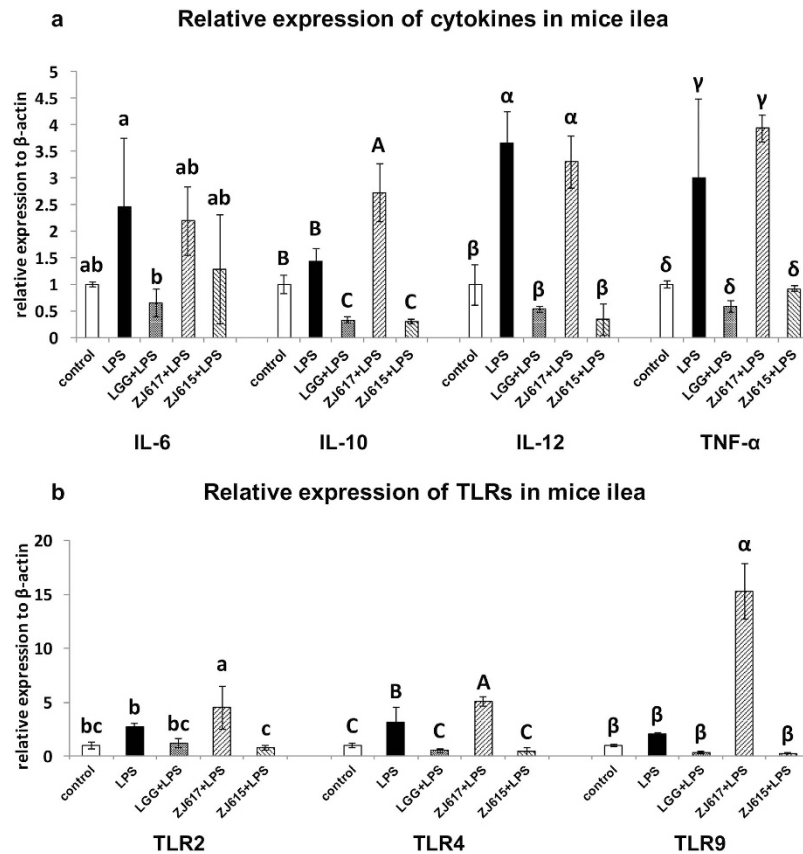 a Relative expression of cytokines in mice ilea
relative expression to β-actin
5
4.5
4
3.5
3
2.5
2
1.5
1
0.5
0
ab a b ab ab
B B C A C
β α β α β
δ γ δ γ δ
control LPS LGG+LPS ZJ617+LPS ZJ615+LPS
control LPS LGG+LPS ZJ617+LPS ZJ615+LPS
control LPS LGG+LPS ZJ617+LPS ZJ615+LPS
control LPS LGG+LPS ZJ617+LPS ZJ615+LPS
IL-6 IL-10 IL-12 TNF-α
b Relative expression of TLRs in mice ilea
relative expression to β-actin
20
15
10
5
0
bc b bc a c
C B C A C
β β β α β
control LPS LGG+LPS ZJ617+LPS ZJ615+LPS
control LPS LGG+LPS ZJ617+LPS ZJ615+LPS
control LPS LGG+LPS ZJ617+LPS ZJ615+LPS
TLR2 TLR4 TLR9